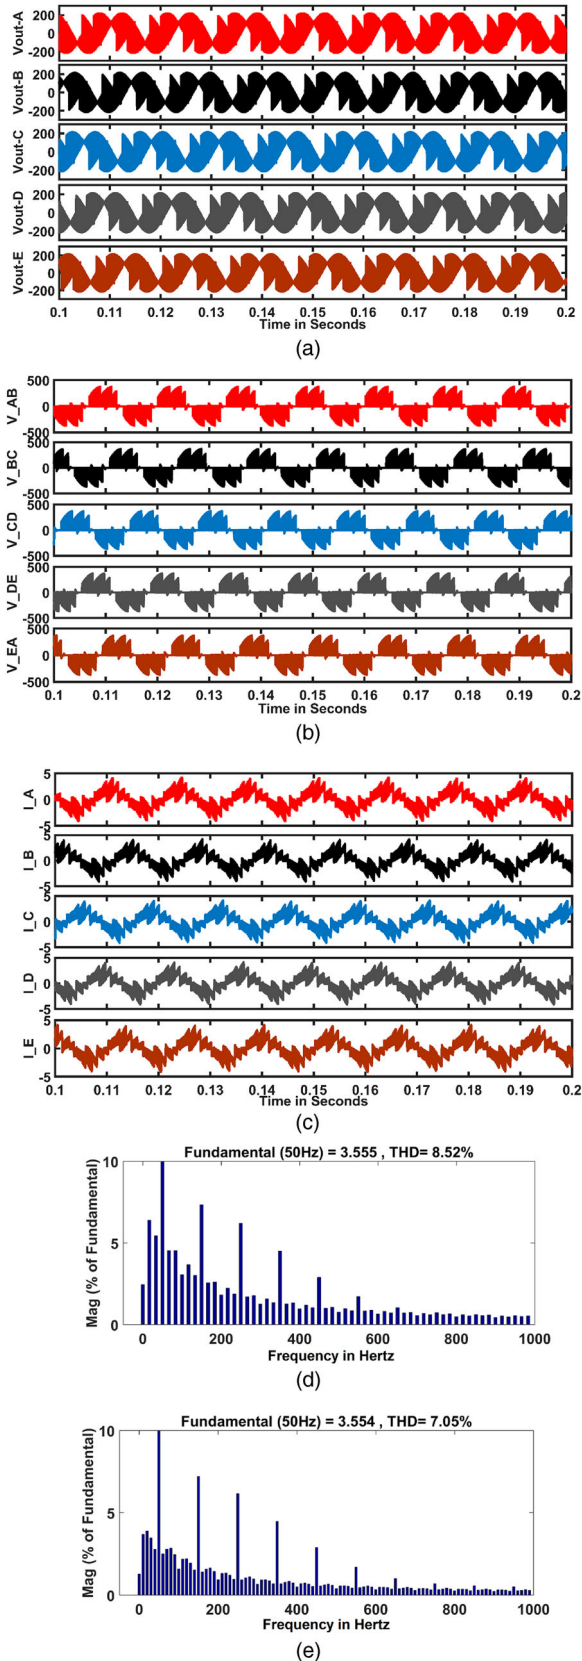 Vout-A
200
0
-200
Vout-B
200
0
-200
Vout-C
200
0
-200
Vout-D
200
0
-200
Vout-E
200
0
-200
0.1 0.11 0.12 0.13 0.14 0.15 0.16 0.17 0.18 0.19 0.2
Time in Seconds
(a)
V_AB
500
0
-500
V_BC
500
0
-500
V_CD
500
0
-500
V_DE
500
0
-500
V_EA
500
0
-500
0.1 0.11 0.12 0.13 0.14 0.15 0.16 0.17 0.18 0.19 0.2
Time in Seconds
(b)
I_A
5
0
-5
I_B
5
0
-5
I_C
5
0
-5
I_D
5
0
-5
I_E
5
0
-5
0.1 0.11 0.12 0.13 0.14 0.15 0.16 0.17 0.18 0.19 0.2
Time in Seconds
(c)
Fundamental (50Hz) = 3.555 , THD= 8.52%
Mag (% of Fundamental)
10
5
0
0 200 400 600 800 1000
Frequency in Hertz
(d)
Fundamental (50Hz) = 3.554 , THD= 7.05%
Mag (% of Fundamental)
10
5
0
0 200 400 600 800 1000
Frequency in Hertz
(e)